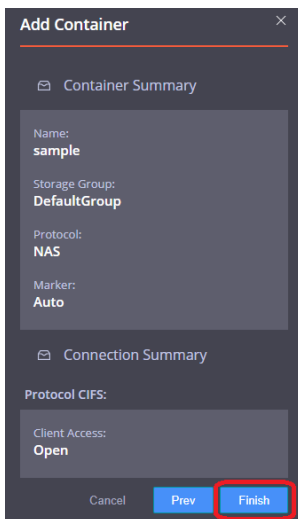 Add Container
Container Summary
Name:
sample
Storage Group:
DefaultGroup
Protocol:
NAS
Marker:
Auto
Connection Summary
Protocol CIFS:
Client Access:
Open
Cancel Prev Finish